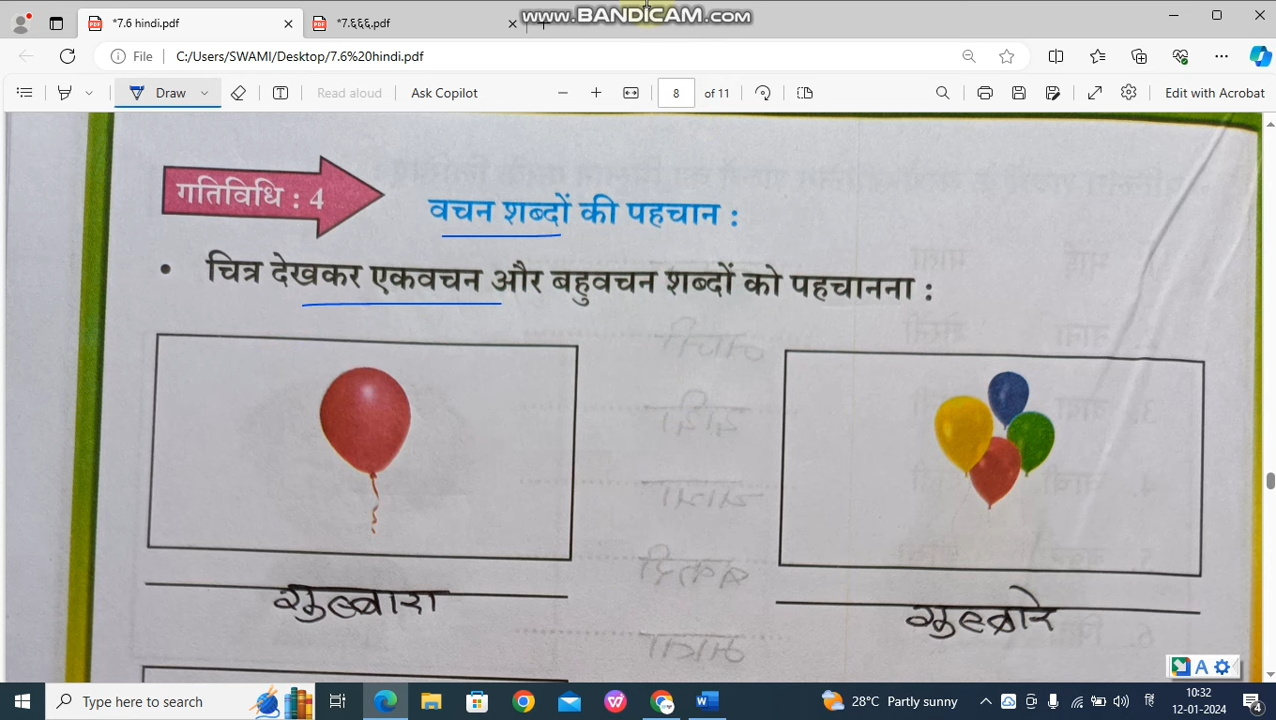 www.BANDICAM.com
*7.6 hindi.pdf
*7.६६६.pdf
File
C:/Users/SWAMI/Desktop/7.6%20hindi.pdf
Draw
Read aloud
Ask Copilot
8
of 11
Edit with Acrobat
गतिविधि : 4
वचन शब्दों की पहचान :
• चित्र देखकर एकवचन और बहुवचन शब्दों को पहचानना :
गुब्बारा
गुब्बारे
Type here to search
28°C Partly sunny
10:32
12-01-2024